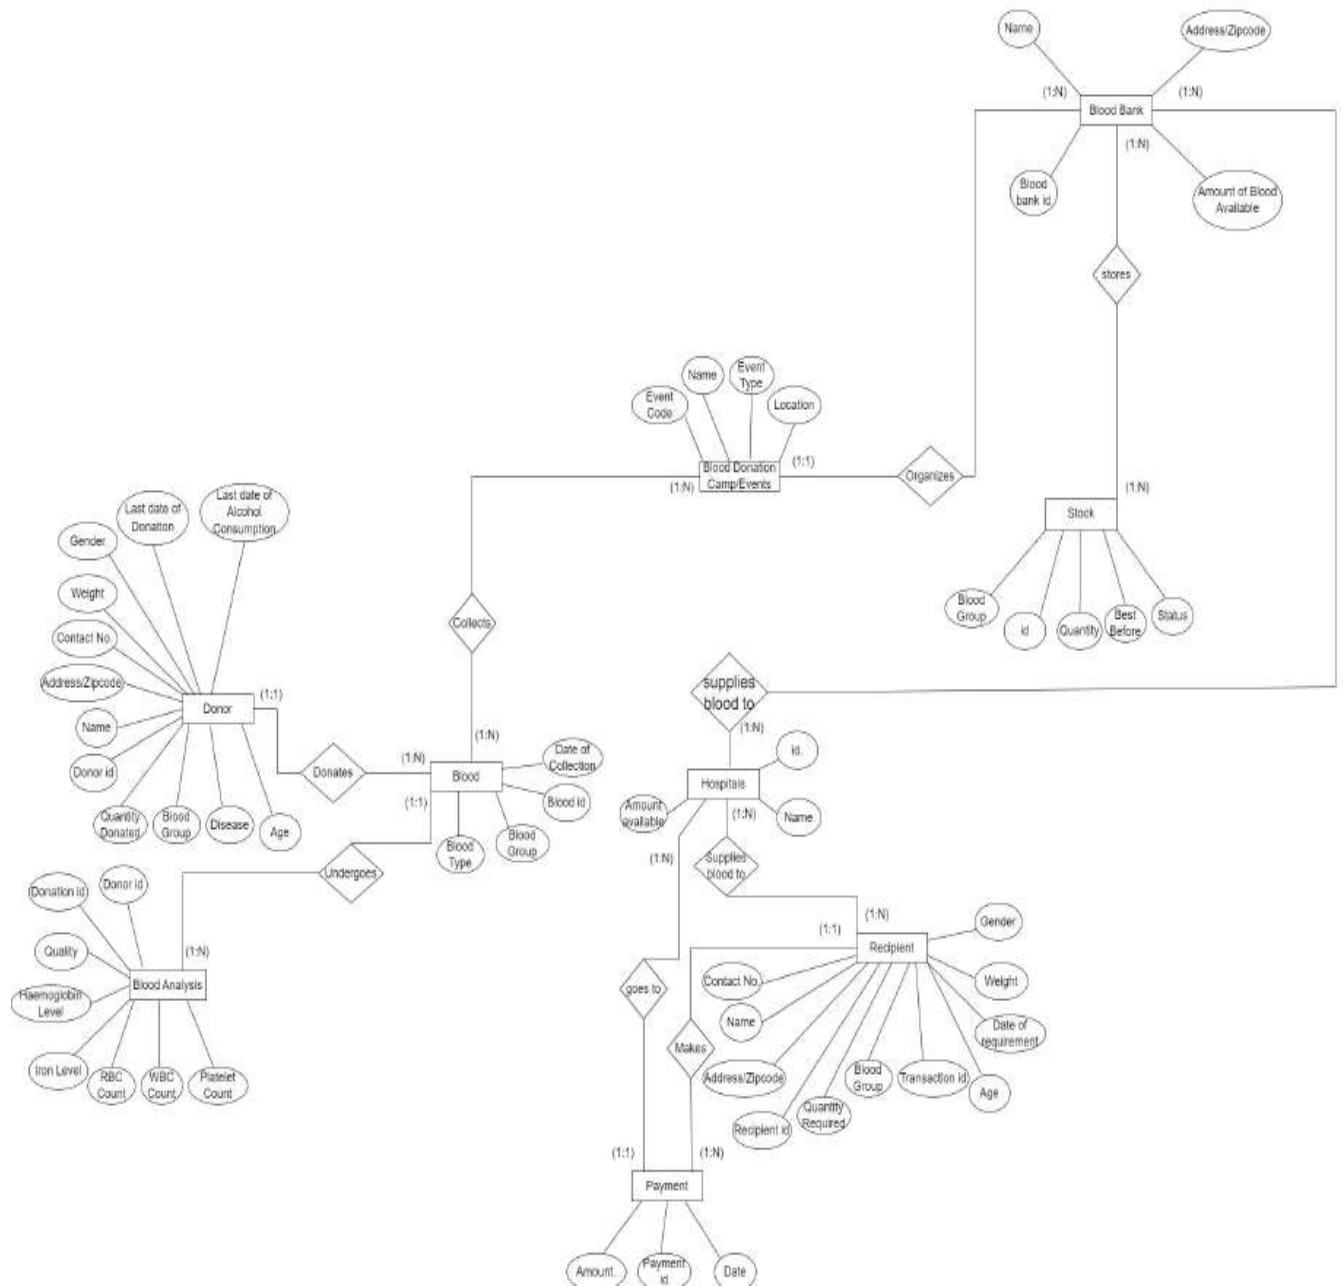 Name
Address/Zipcode
(1:N)
(1:N)
Blood Bank
(1:N)
Blood
bank id
Amount of Blood
Available
stores
Name
Event
Type
Event
Code
Location
(1:1)
Blood Donation
Camp/Events
(1:N)
Organizes
(1:N)
Stock
Blood
Group
id
Quantity
Best
Before
Status
Last date of
Donation
Last date of
Alcohol
Consumption
Gender
Weight
Contact No.
Address/Zipcode
(1:1)
Donor
Name
Donor id
Quantity
Donated
Blood
Group
Disease
Age
Collects
(1:N)
Donates
(1:N)
Blood
Date of
Collection
Blood id
(1:1)
Blood
Type
Blood
Group
Undergoes
supplies
blood to
(1:N)
id.
Hospitals
Amount
available
(1:N)
Name
(1:N)
Supplies
blood to
Donation id
Donor id
Quality
(1:N)
Blood Analysis
Haemoglobin
Level
Iron Level
RBC
Count
WBC
Count
Platelet
Count
(1:N)
(1:1)
Recipient
Gender
Contact No.
Weight
goes to
Name
Date of
requirement
Makes
Address/Zipcode
Blood
Group
Transaction id
Age
Recipient id
Quantity
Required
(1:1)
(1:N)
Payment
Amount.
Payment
id
Date